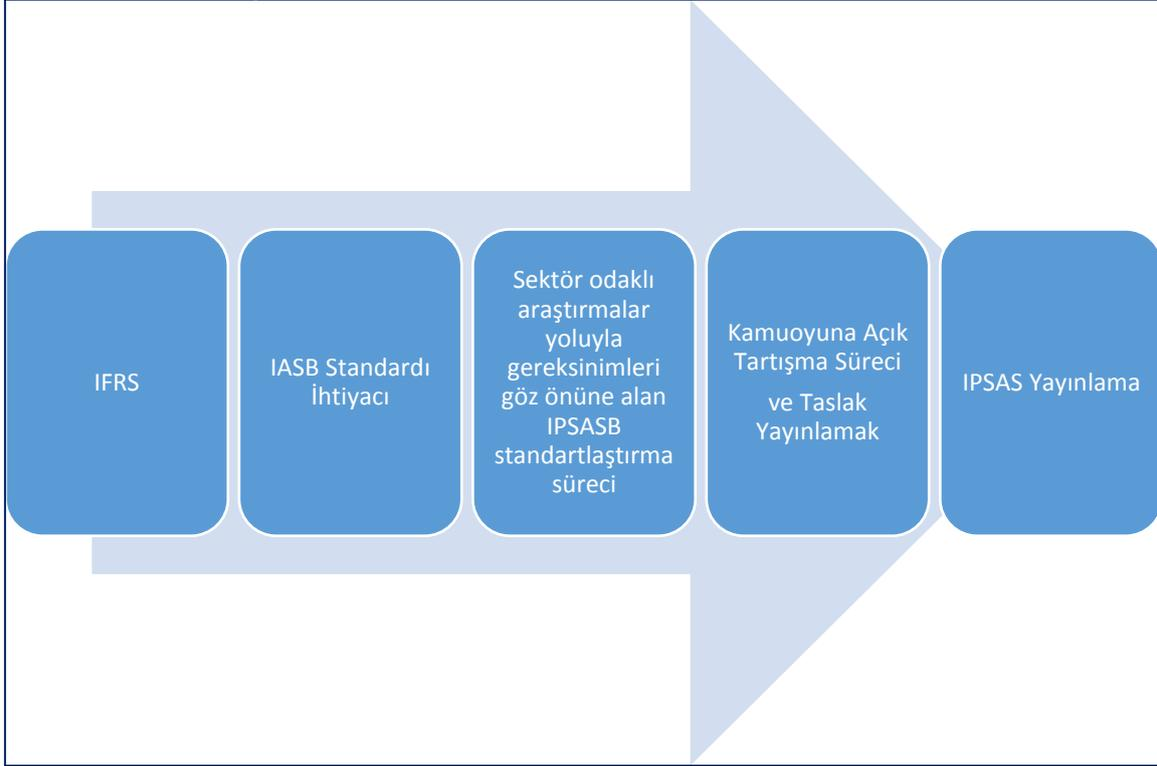 IFRS
IASB Standardı
İhtiyacı
Sektör odaklı
araştırmalar
yoluyla
gereksinimleri
göz önüne alan
IPSASB
standartlaştırma
süreci
Kamuoyuna Açık
Tartışma Süreci
ve Taslak
Yayınlamak
IPSAS Yayınlama